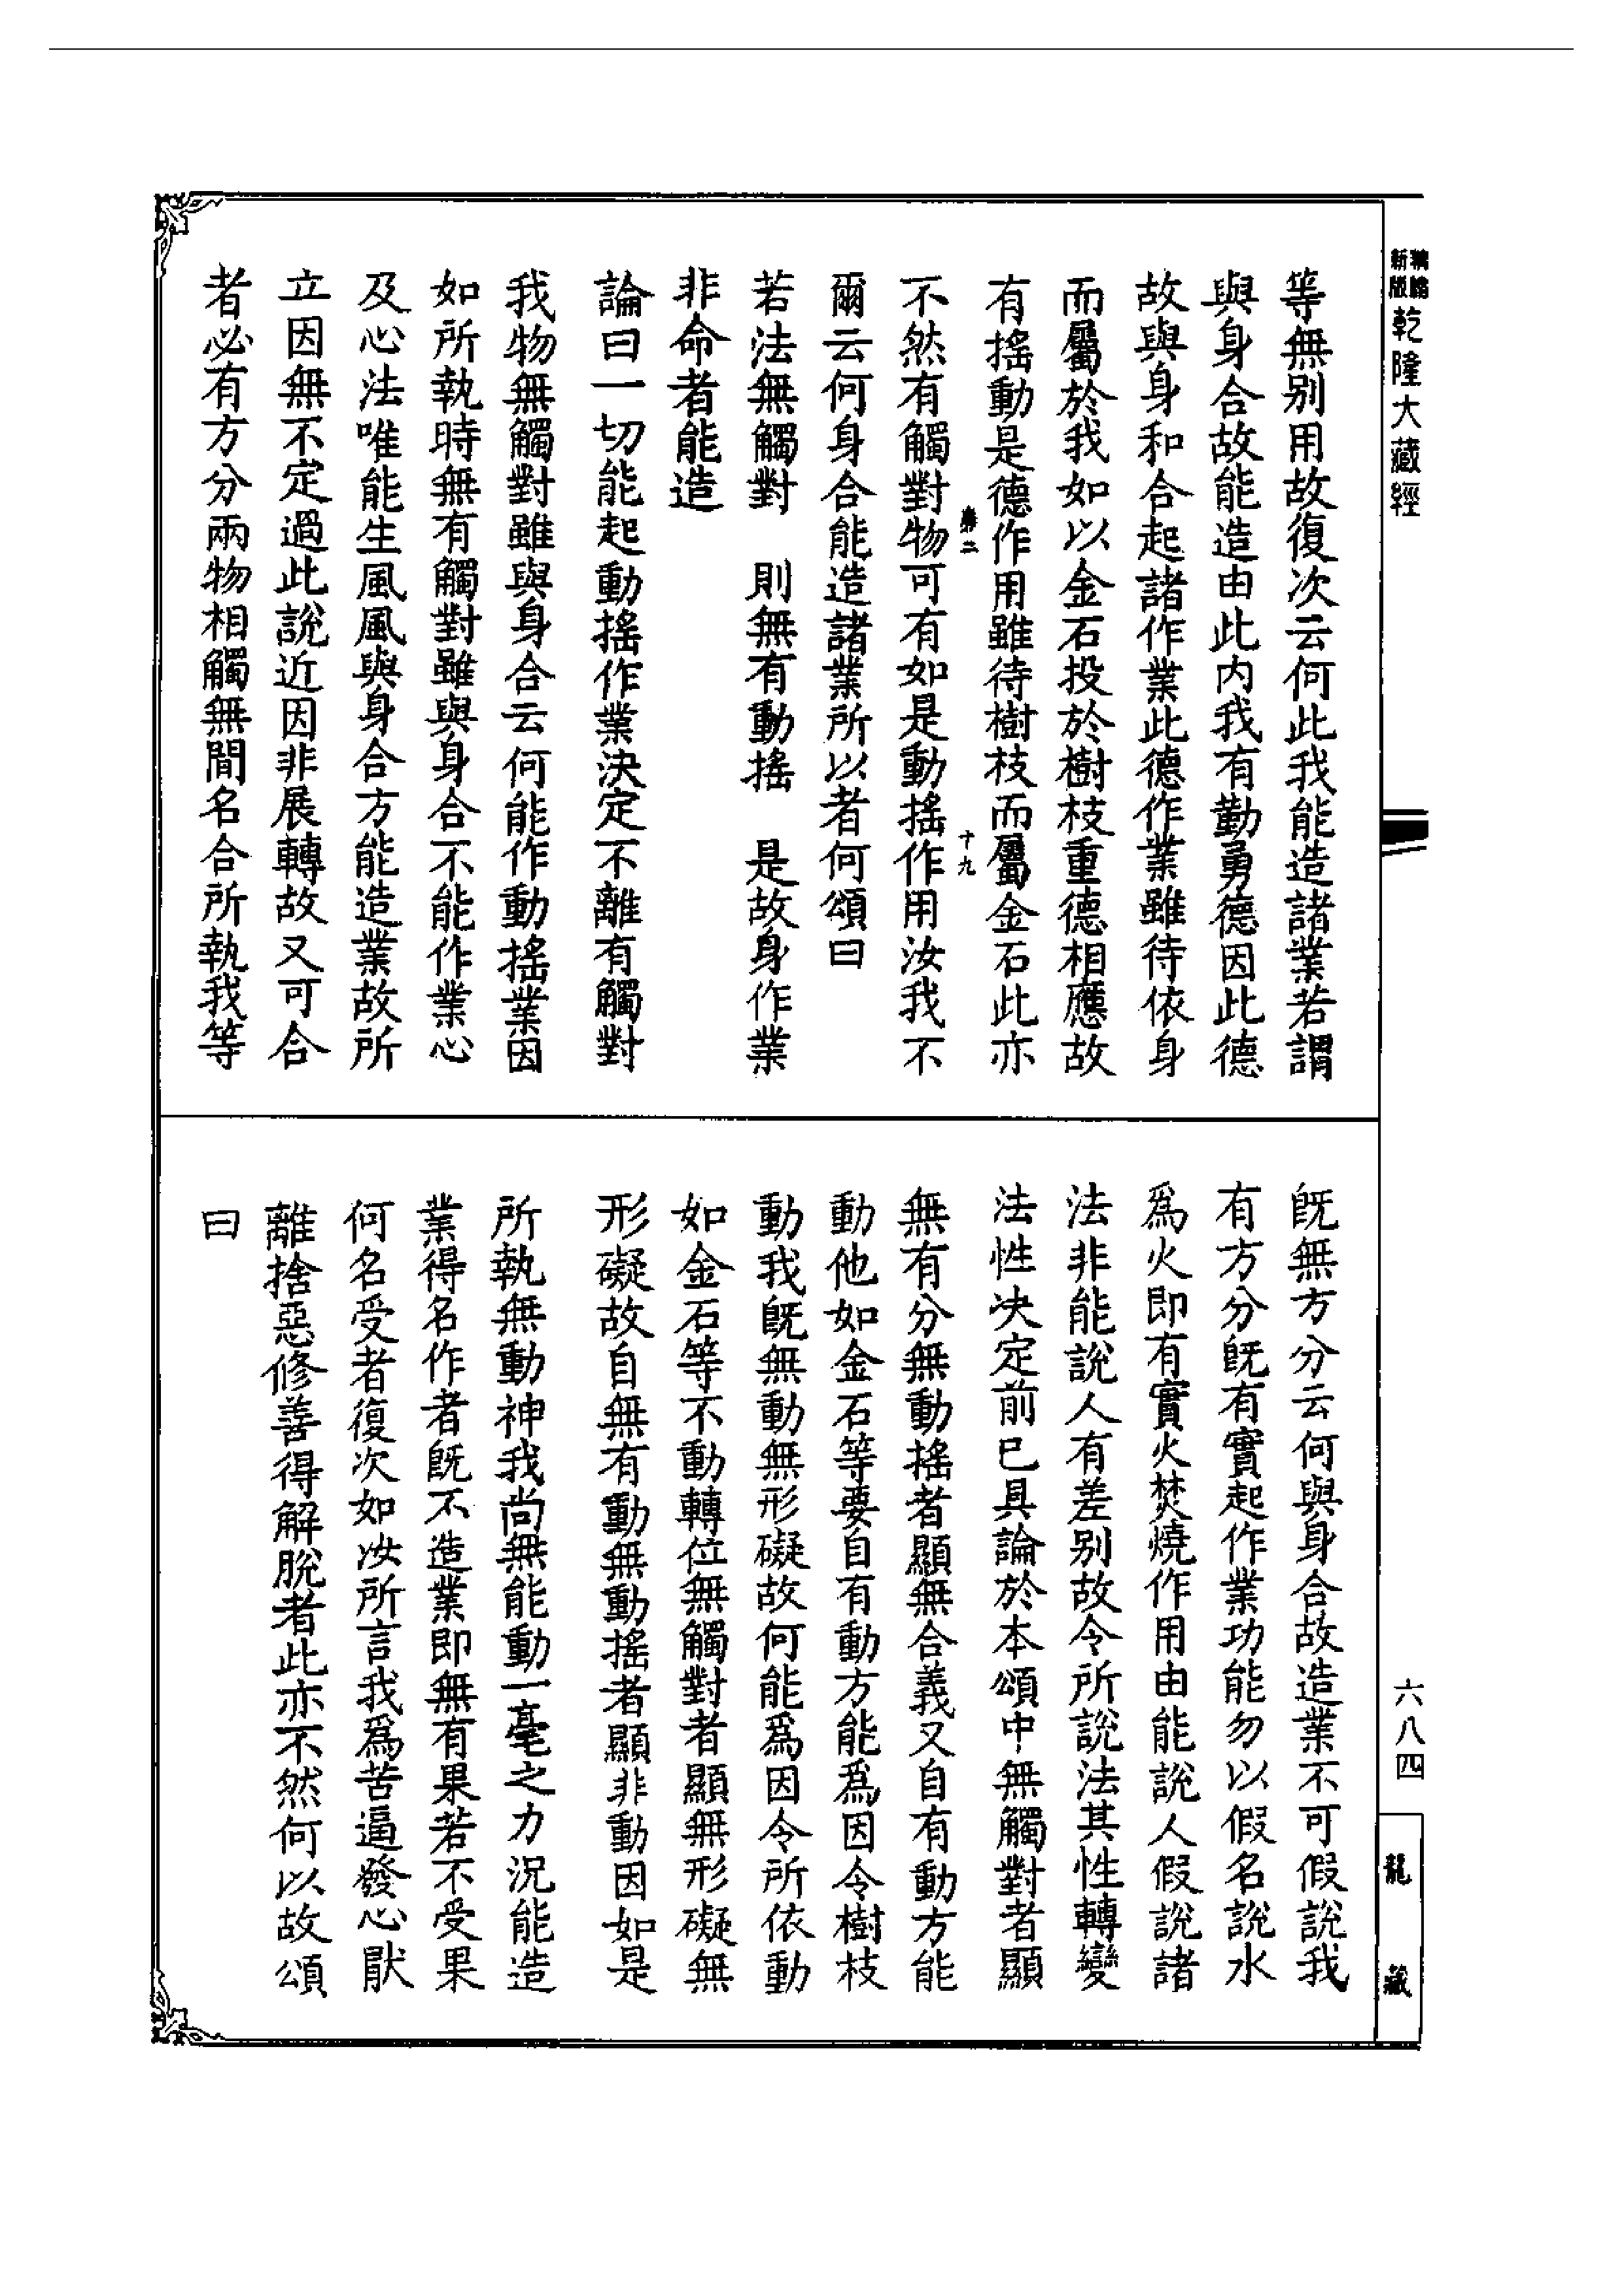 新版
乾隆大藏經
等無别用故復次云何此我能造諸業若謂
與身合故能造由此内我有勤勇德因此德
故與身和合起諸作業此德作業雖待依身
而屬於我如以金石投於樹枝重德相應故
有搖動是德作用雖待樹枝而屬金石此亦
十九
不然有觸對物可有如是動搖作用汝我不
爾云何身合能造諸業所以者何頌曰
若法無觸對 則無有動搖 是故身作業
非命者能造
論曰一切能起動搖作業決定不離有觸對
我物無觸對雖與身合云何能作動搖業因
如所執時無有觸對雖與身合不能作業心
及心法唯能生風風與身合方能造業故所
立因無不定過此説近因非展轉故又可合
者必有方分兩物相觸無間名合所執我等
既無方分云何與身合故造業不可假説我
有方分既有實起作業功能勿以假名説水
爲火即有實火焚燒作用由能説人假説諸
法非能説人有差别故令所説法其性轉變
法性決定前已具論於本頌中無觸對者顯
無有分無動搖者顯無合義又自有動方能
動他如金石等要自有動方能爲因令樹枝
動我既無動無形礙故何能爲因令所依動
如金石等不動轉位無觸對者顯無形礙無
形礙故自無有動無動搖者顯非動因如是
所執無動神我尚無能動一毫之力況能造
業得名作者既不造業即無有果若不受果
何名受者復次如汝所言我爲苦逼發心厭
離捨惡修善得解脱者此亦不然何以故頌
曰
六八四
龍藏